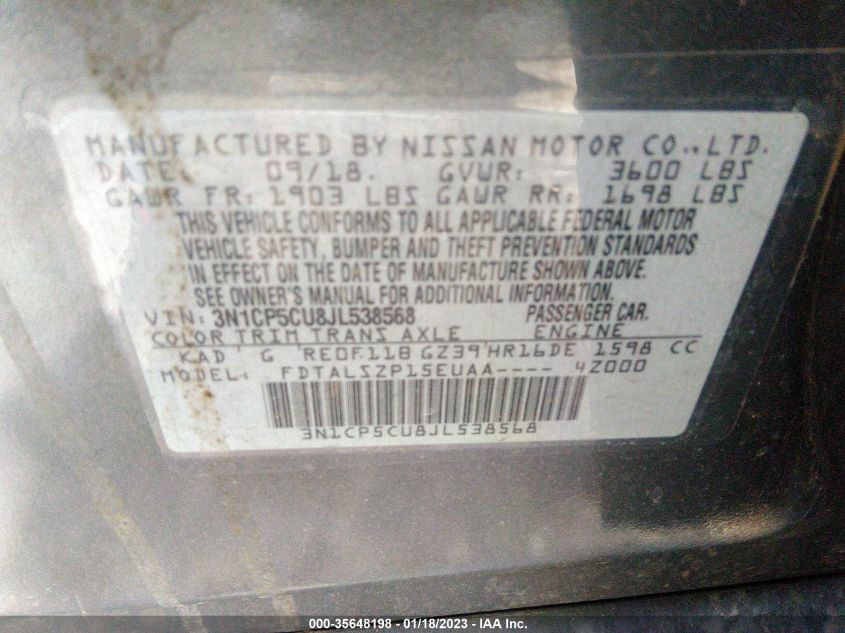 MANUFACTURED BY NISSAN MOTOR CO.,LTD.
DATE: 09/18. GVWR: 3600 LBS
GAWR FR: 1903 LBS GAWR RR: 1698 LBS
THIS VEHICLE CONFORMS TO ALL APPLICABLE FEDERAL MOTOR
VEHICLE SAFETY, BUMPER AND THEFT PREVENTION STANDARDS
IN EFFECT ON THE DATE OF MANUFACTURE SHOWN ABOVE.
SEE OWNER'S MANUAL FOR ADDITIONAL INFORMATION.
VIN: 3N1CP5CU8JL538568 PASSENGER CAR.
COLOR TRIM TRANS AXLE ENGINE
KAD G RE0F11B GZ39 HR16DE 1598 CC
MODEL: FDTALSZP15EUAA---- 4Z000
3N1CP5CU8JL538568
000-35648198 - 01/18/2023 - IAA Inc.